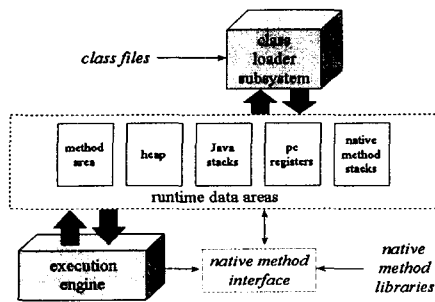 class files
class
loader
subsystem
method
area
heap
Java
stacks
pc
registers
native
method
stacks
runtime data areas
execution
engine
native method
interface
native
method
libraries